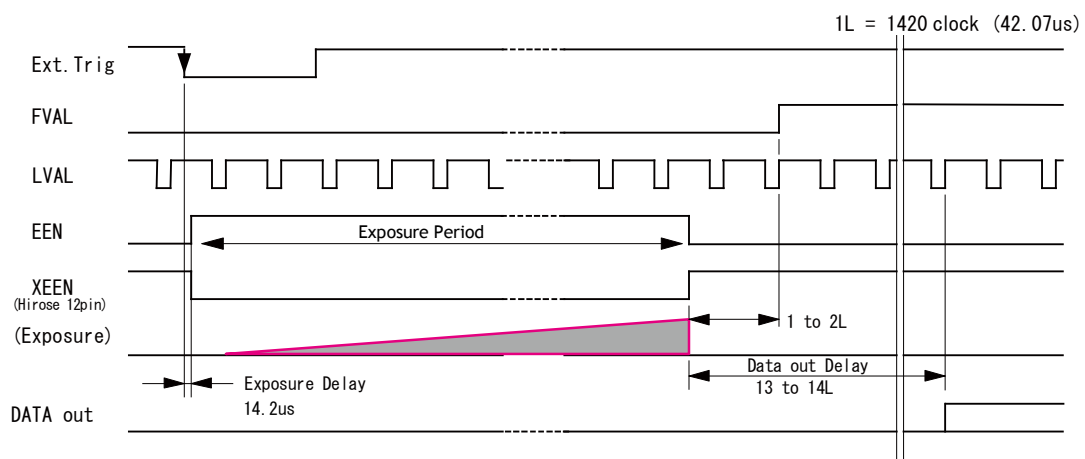 1L = 1420 clock (42.07us)
Ext.Trig
FVAL
LVAL
EEN
Exposure Period
XEEN
(Hirose 12pin)
(Exposure)
1 to 2L
Exposure Delay
14.2us
Data out Delay
13 to 14L
DATA out